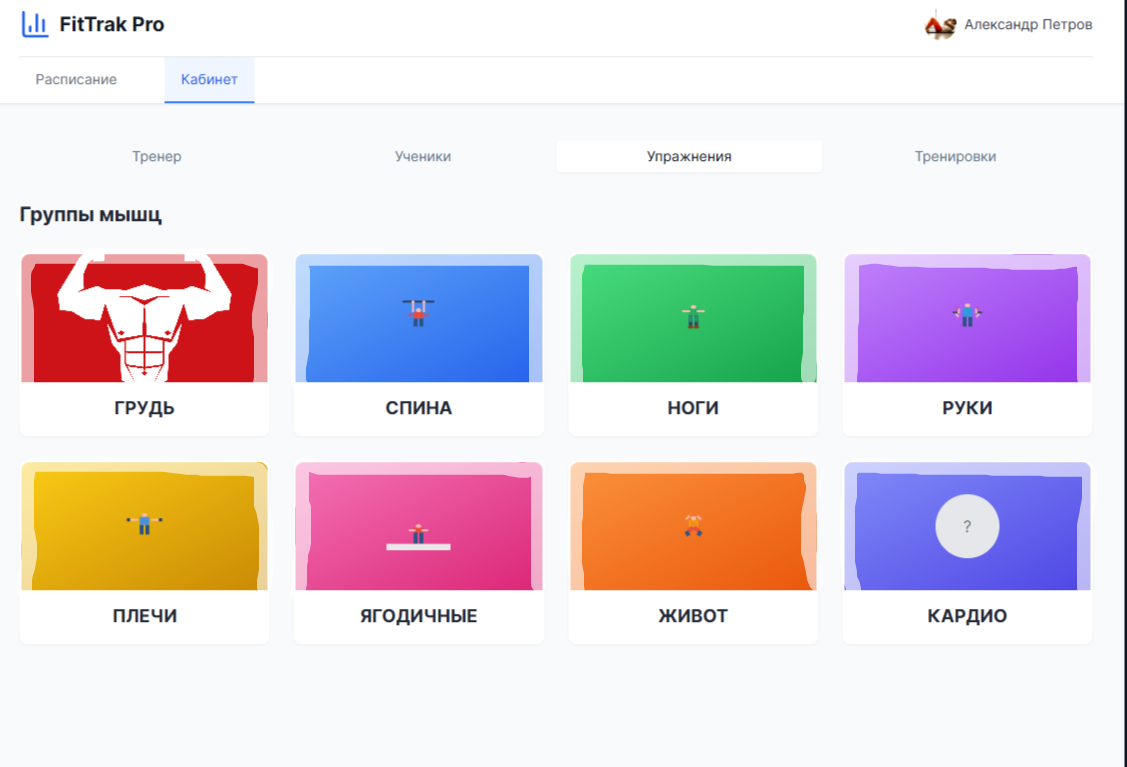 FitTrak Pro
Александр Петров
Расписание
Кабинет
Тренер
Ученики
Упражнения
Тренировки
Группы мышц
ГРУДЬ
СПИНА
НОГИ
РУКИ
?
ПЛЕЧИ
ЯГОДИЧНЫЕ
ЖИВОТ
КАРДИО